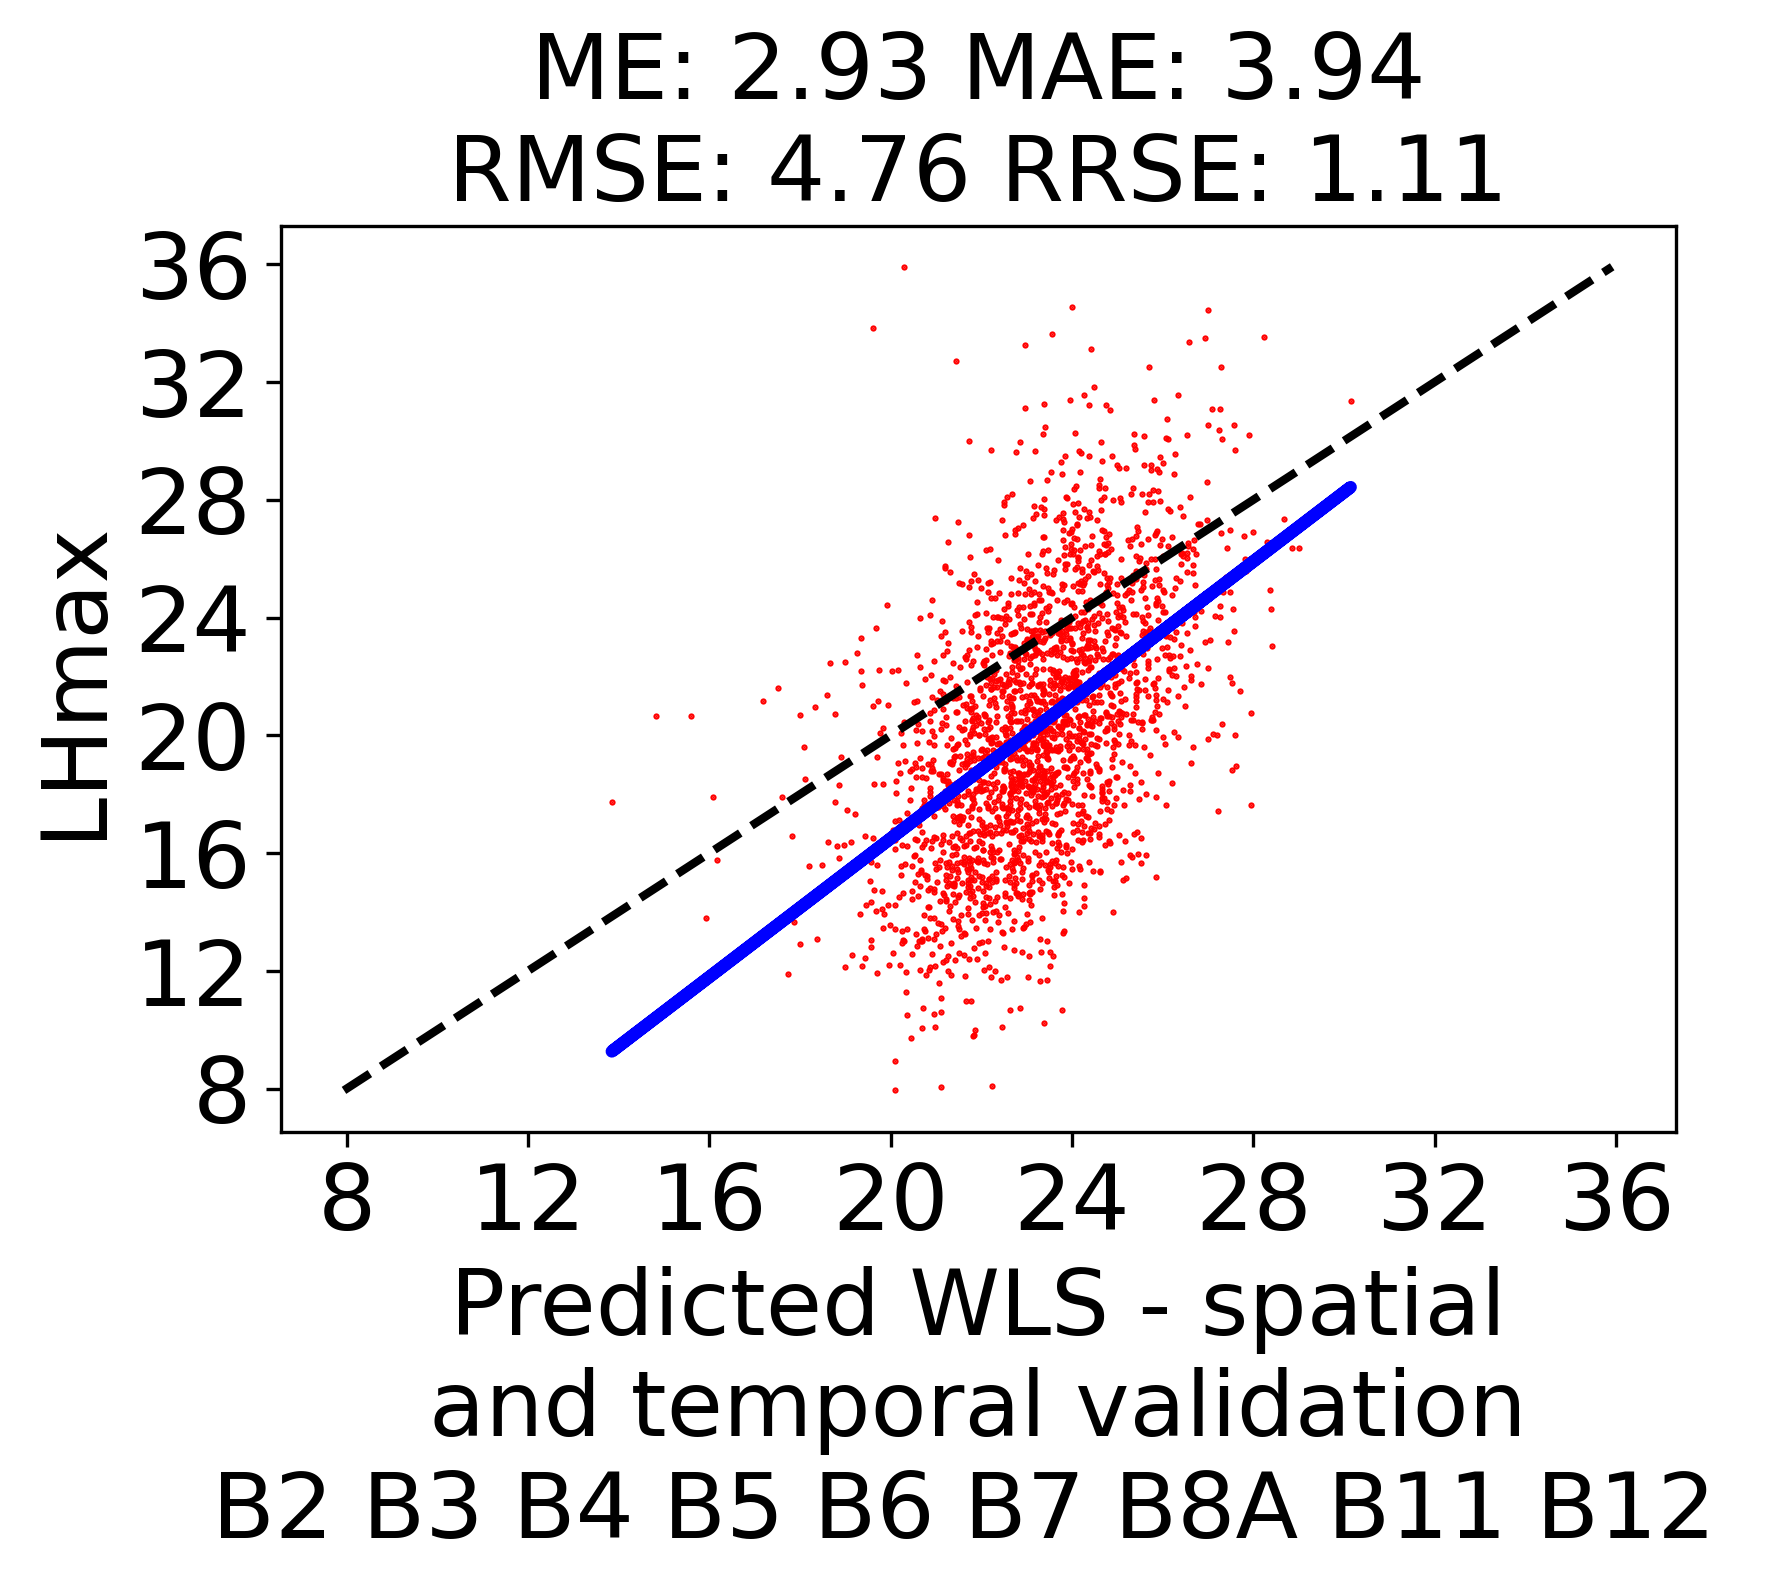 ME: 2.93 MAE: 3.94
RMSE: 4.76 RRSE: 1.11
36
32
28
24
20
16
12
8
LHmax
8 12 16 20 24 28 32 36
Predicted WLS - spatial
and temporal validation
B2 B3 B4 B5 B6 B7 B8A B11 B12